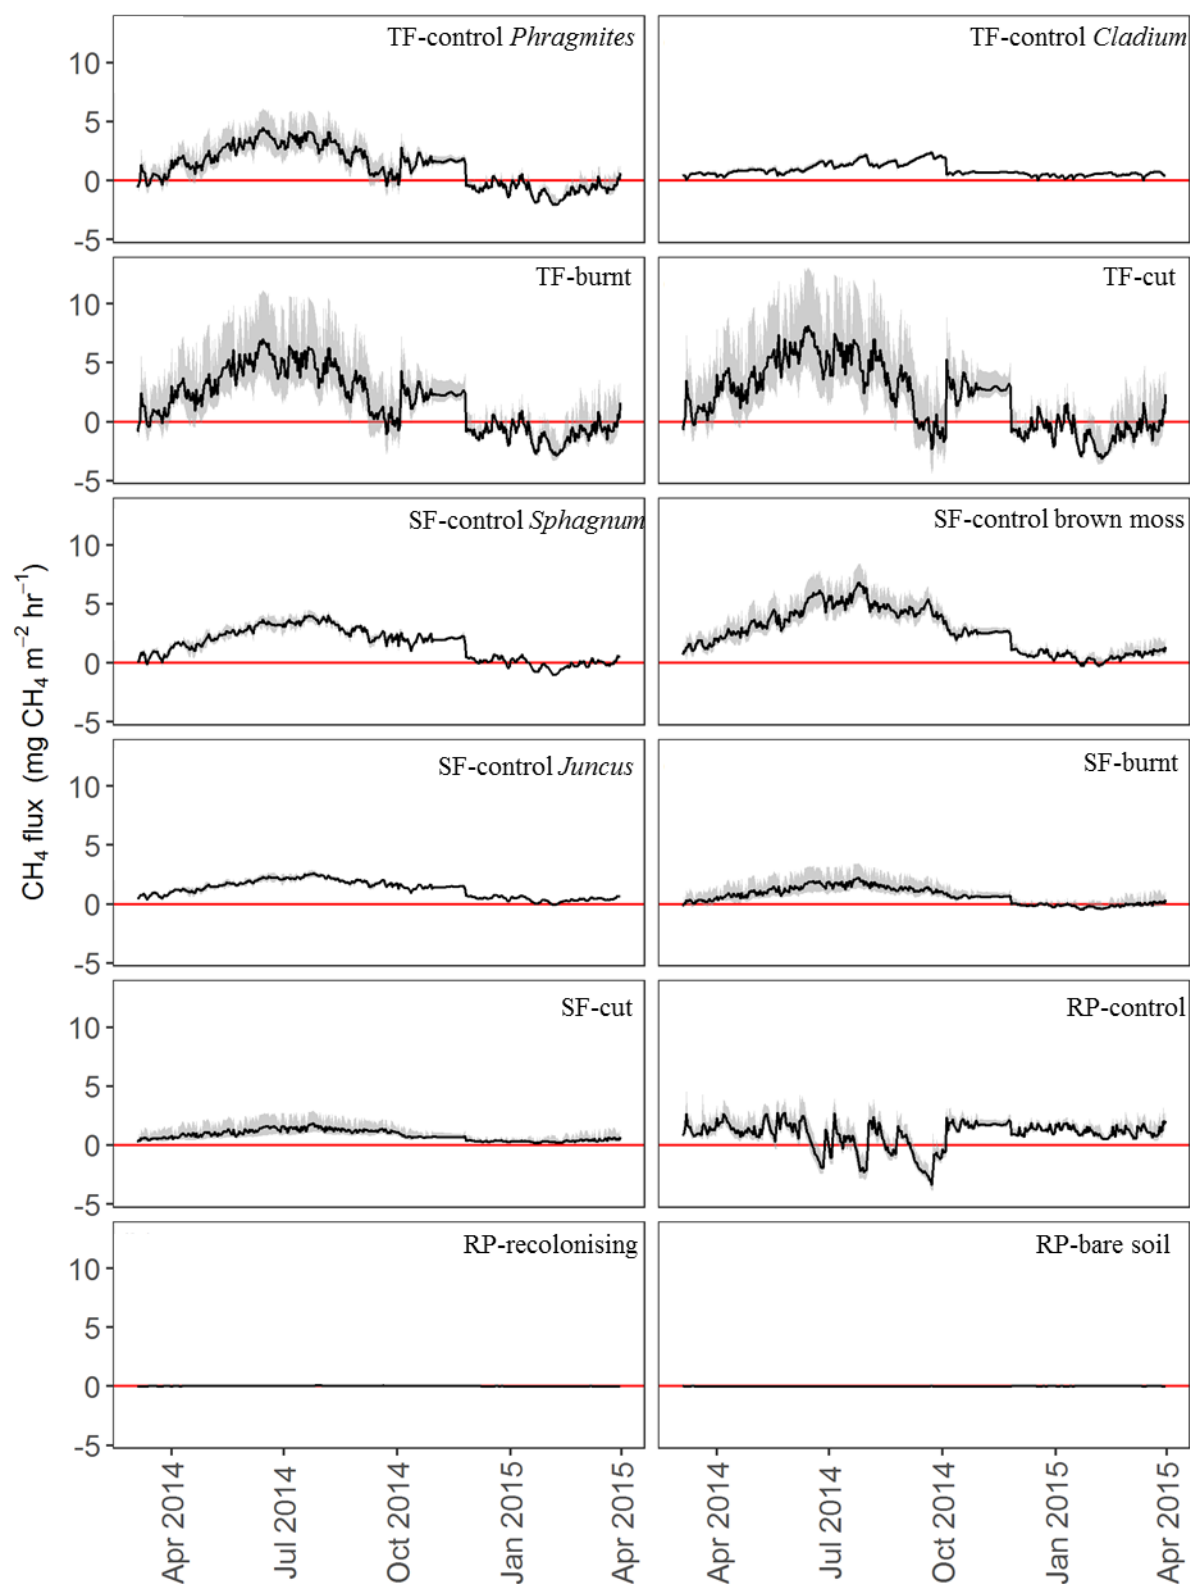 TF-control Phragmites
TF-control Cladium
10
5
0
-5
TF-burnt
TF-cut
10
5
0
-5
SF-control Sphagnum
SF-control brown moss
10
5
0
-5
CH₄ flux (mg CH₄ m⁻² hr⁻¹)
SF-control Juncus
SF-burnt
10
5
0
-5
SF-cut
RP-control
10
5
0
-5
RP-recolonising
RP-bare soil
10
5
0
-5
Apr 2014
Jul 2014
Oct 2014
Jan 2015
Apr 2015
Apr 2014
Jul 2014
Oct 2014
Jan 2015
Apr 2015